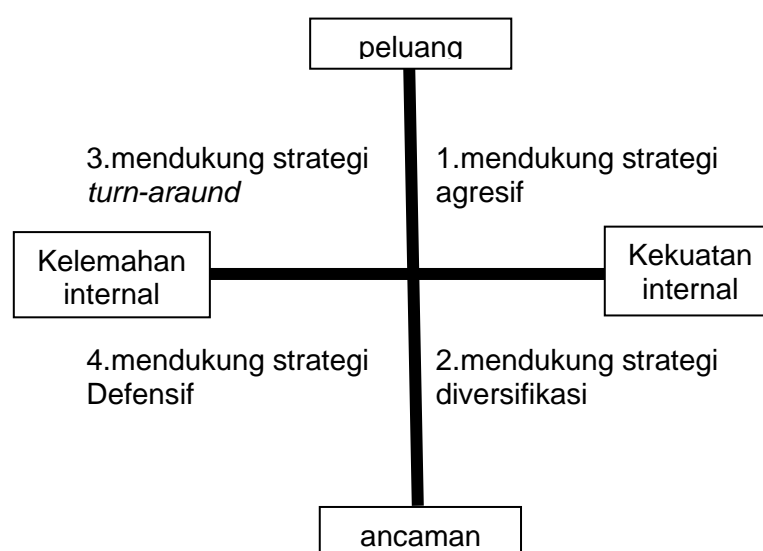 peluang
3.mendukung strategi
turn-araund
1.mendukung strategi
agresif
Kelemahan
internal
Kekuatan
internal
4.mendukung strategi
Defensif
2.mendukung strategi
diversifikasi
ancaman